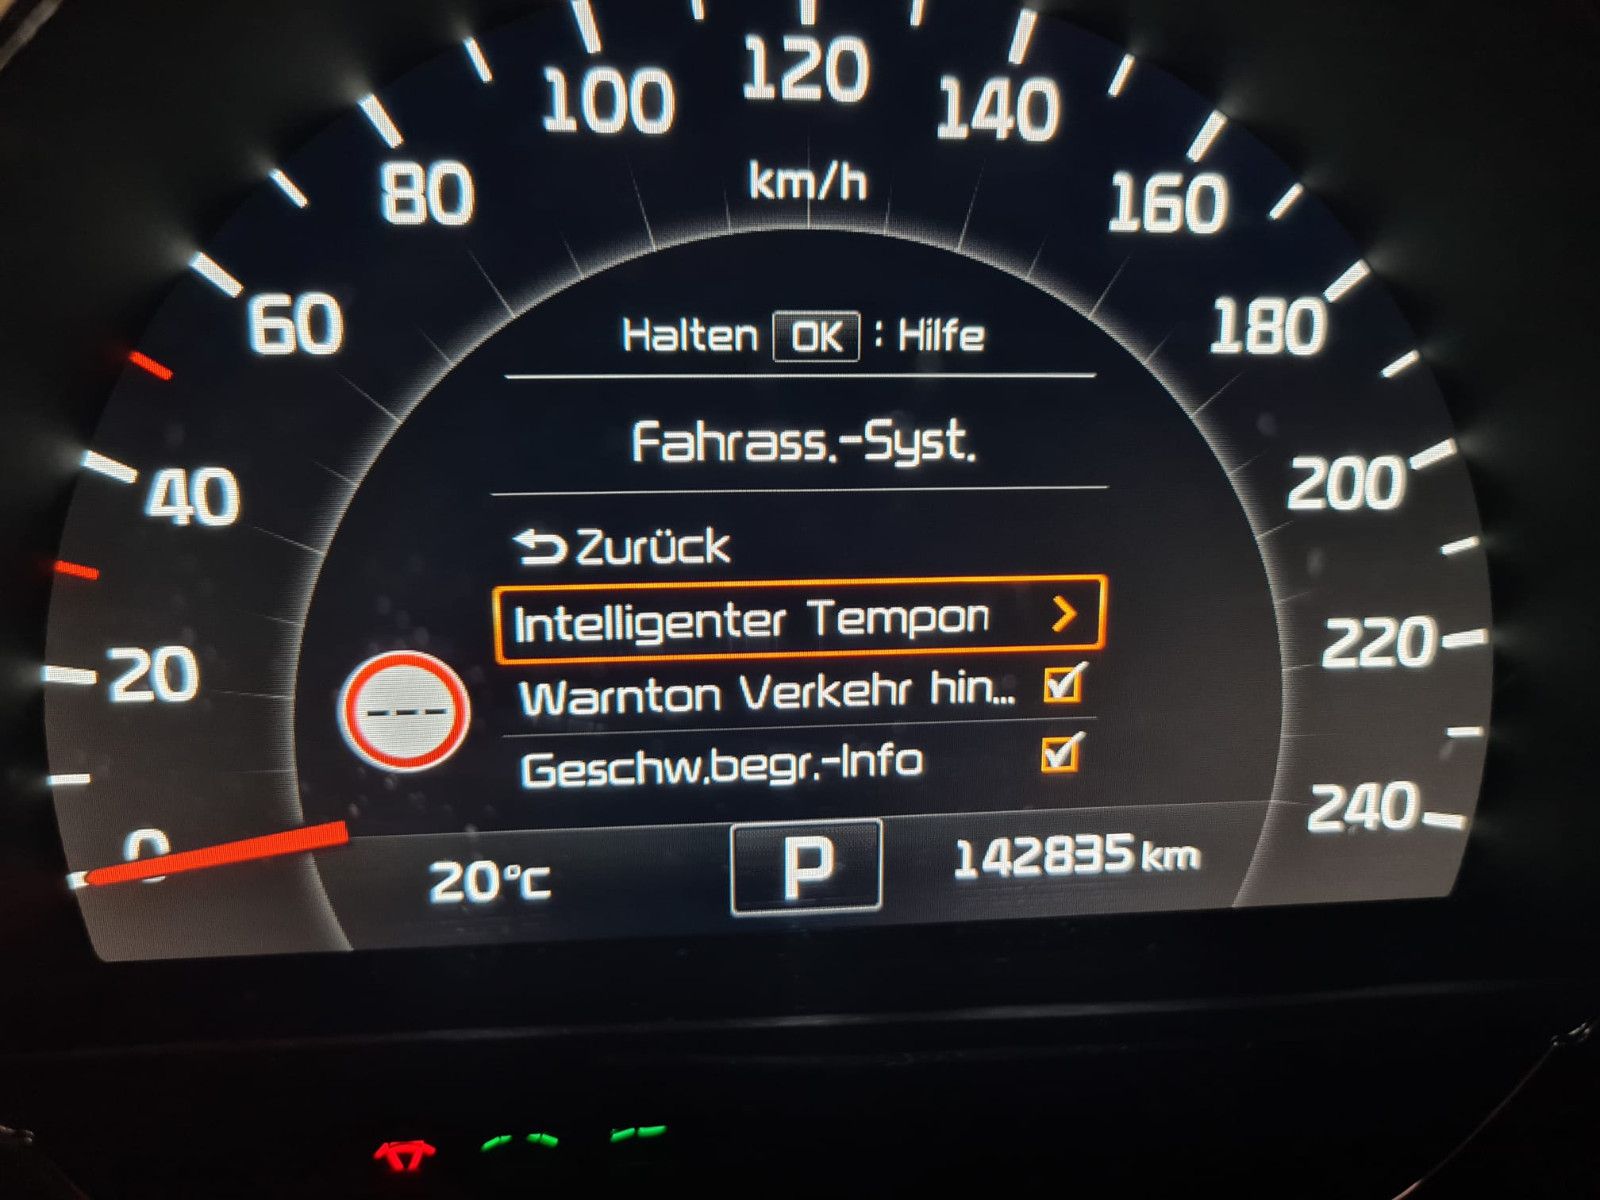 100
120
140
80
km/h
160
60
Halten OK : Hilfe
180
Fahrass.-Syst.
40
200
Zurück
Intelligenter Tempon
20
Warnton Verkehr hin...
220
---
Geschw.begr.-Info
0
240
20°C
P
142835 km